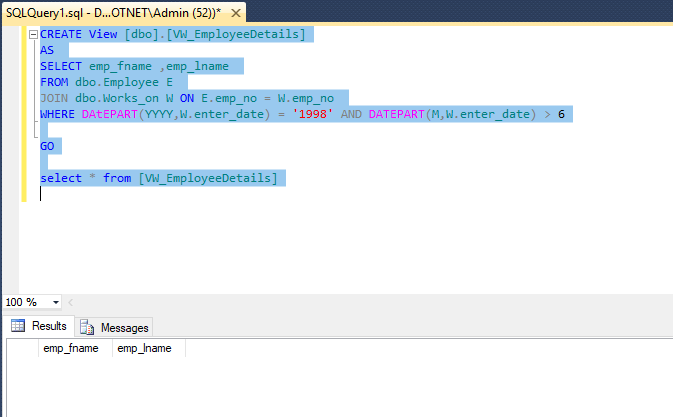 SQLQuery1.sql - D...OTNET\Admin (52))* ×
CREATE View [dbo].[VW_EmployeeDetails]
AS
SELECT emp_fname ,emp_lname
FROM dbo.Employee E
JOIN dbo.Works_on W ON E.emp_no = W.emp_no
WHERE DAtEPART(YYYY,W.enter_date) = '1998' AND DATEPART(M,W.enter_date) > 6
GO
select * from [VW_EmployeeDetails]
100 %
Results Messages
emp_fname emp_lname